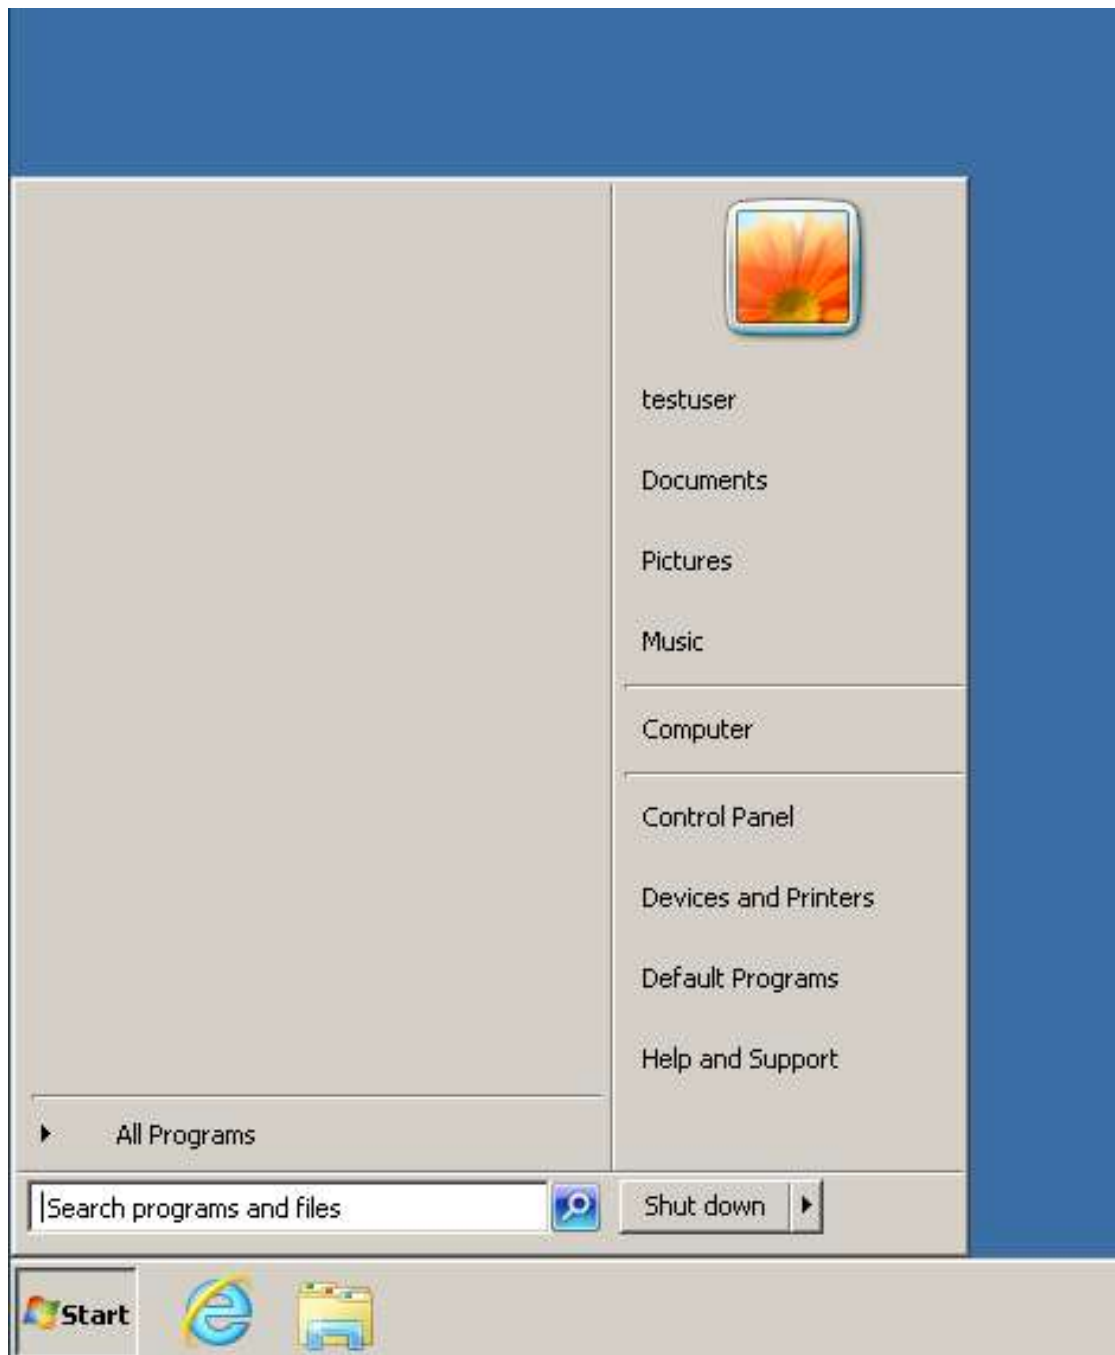 testuser
Documents
Pictures
Music
Computer
Control Panel
Devices and Printers
Default Programs
Help and Support
All Programs
Search programs and files
Shut down
Start